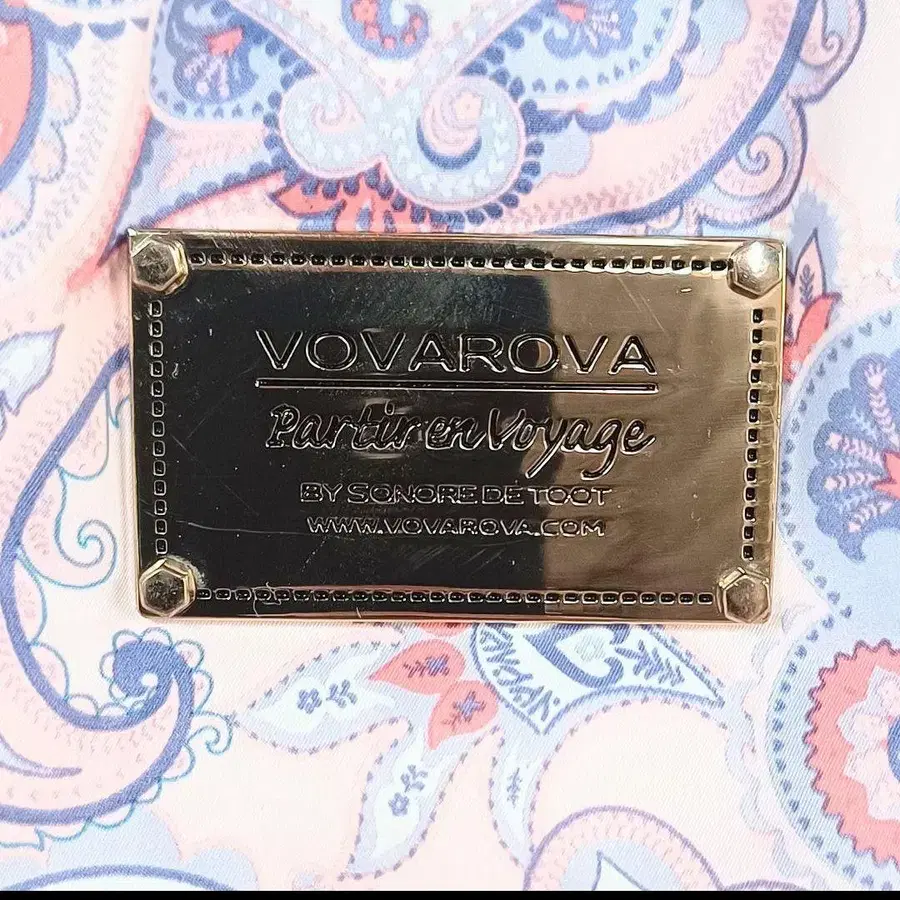 VOVAROVA
Partir en Voyage
BY SONORE DE TOOT
WWW.VOVAROVA.COM